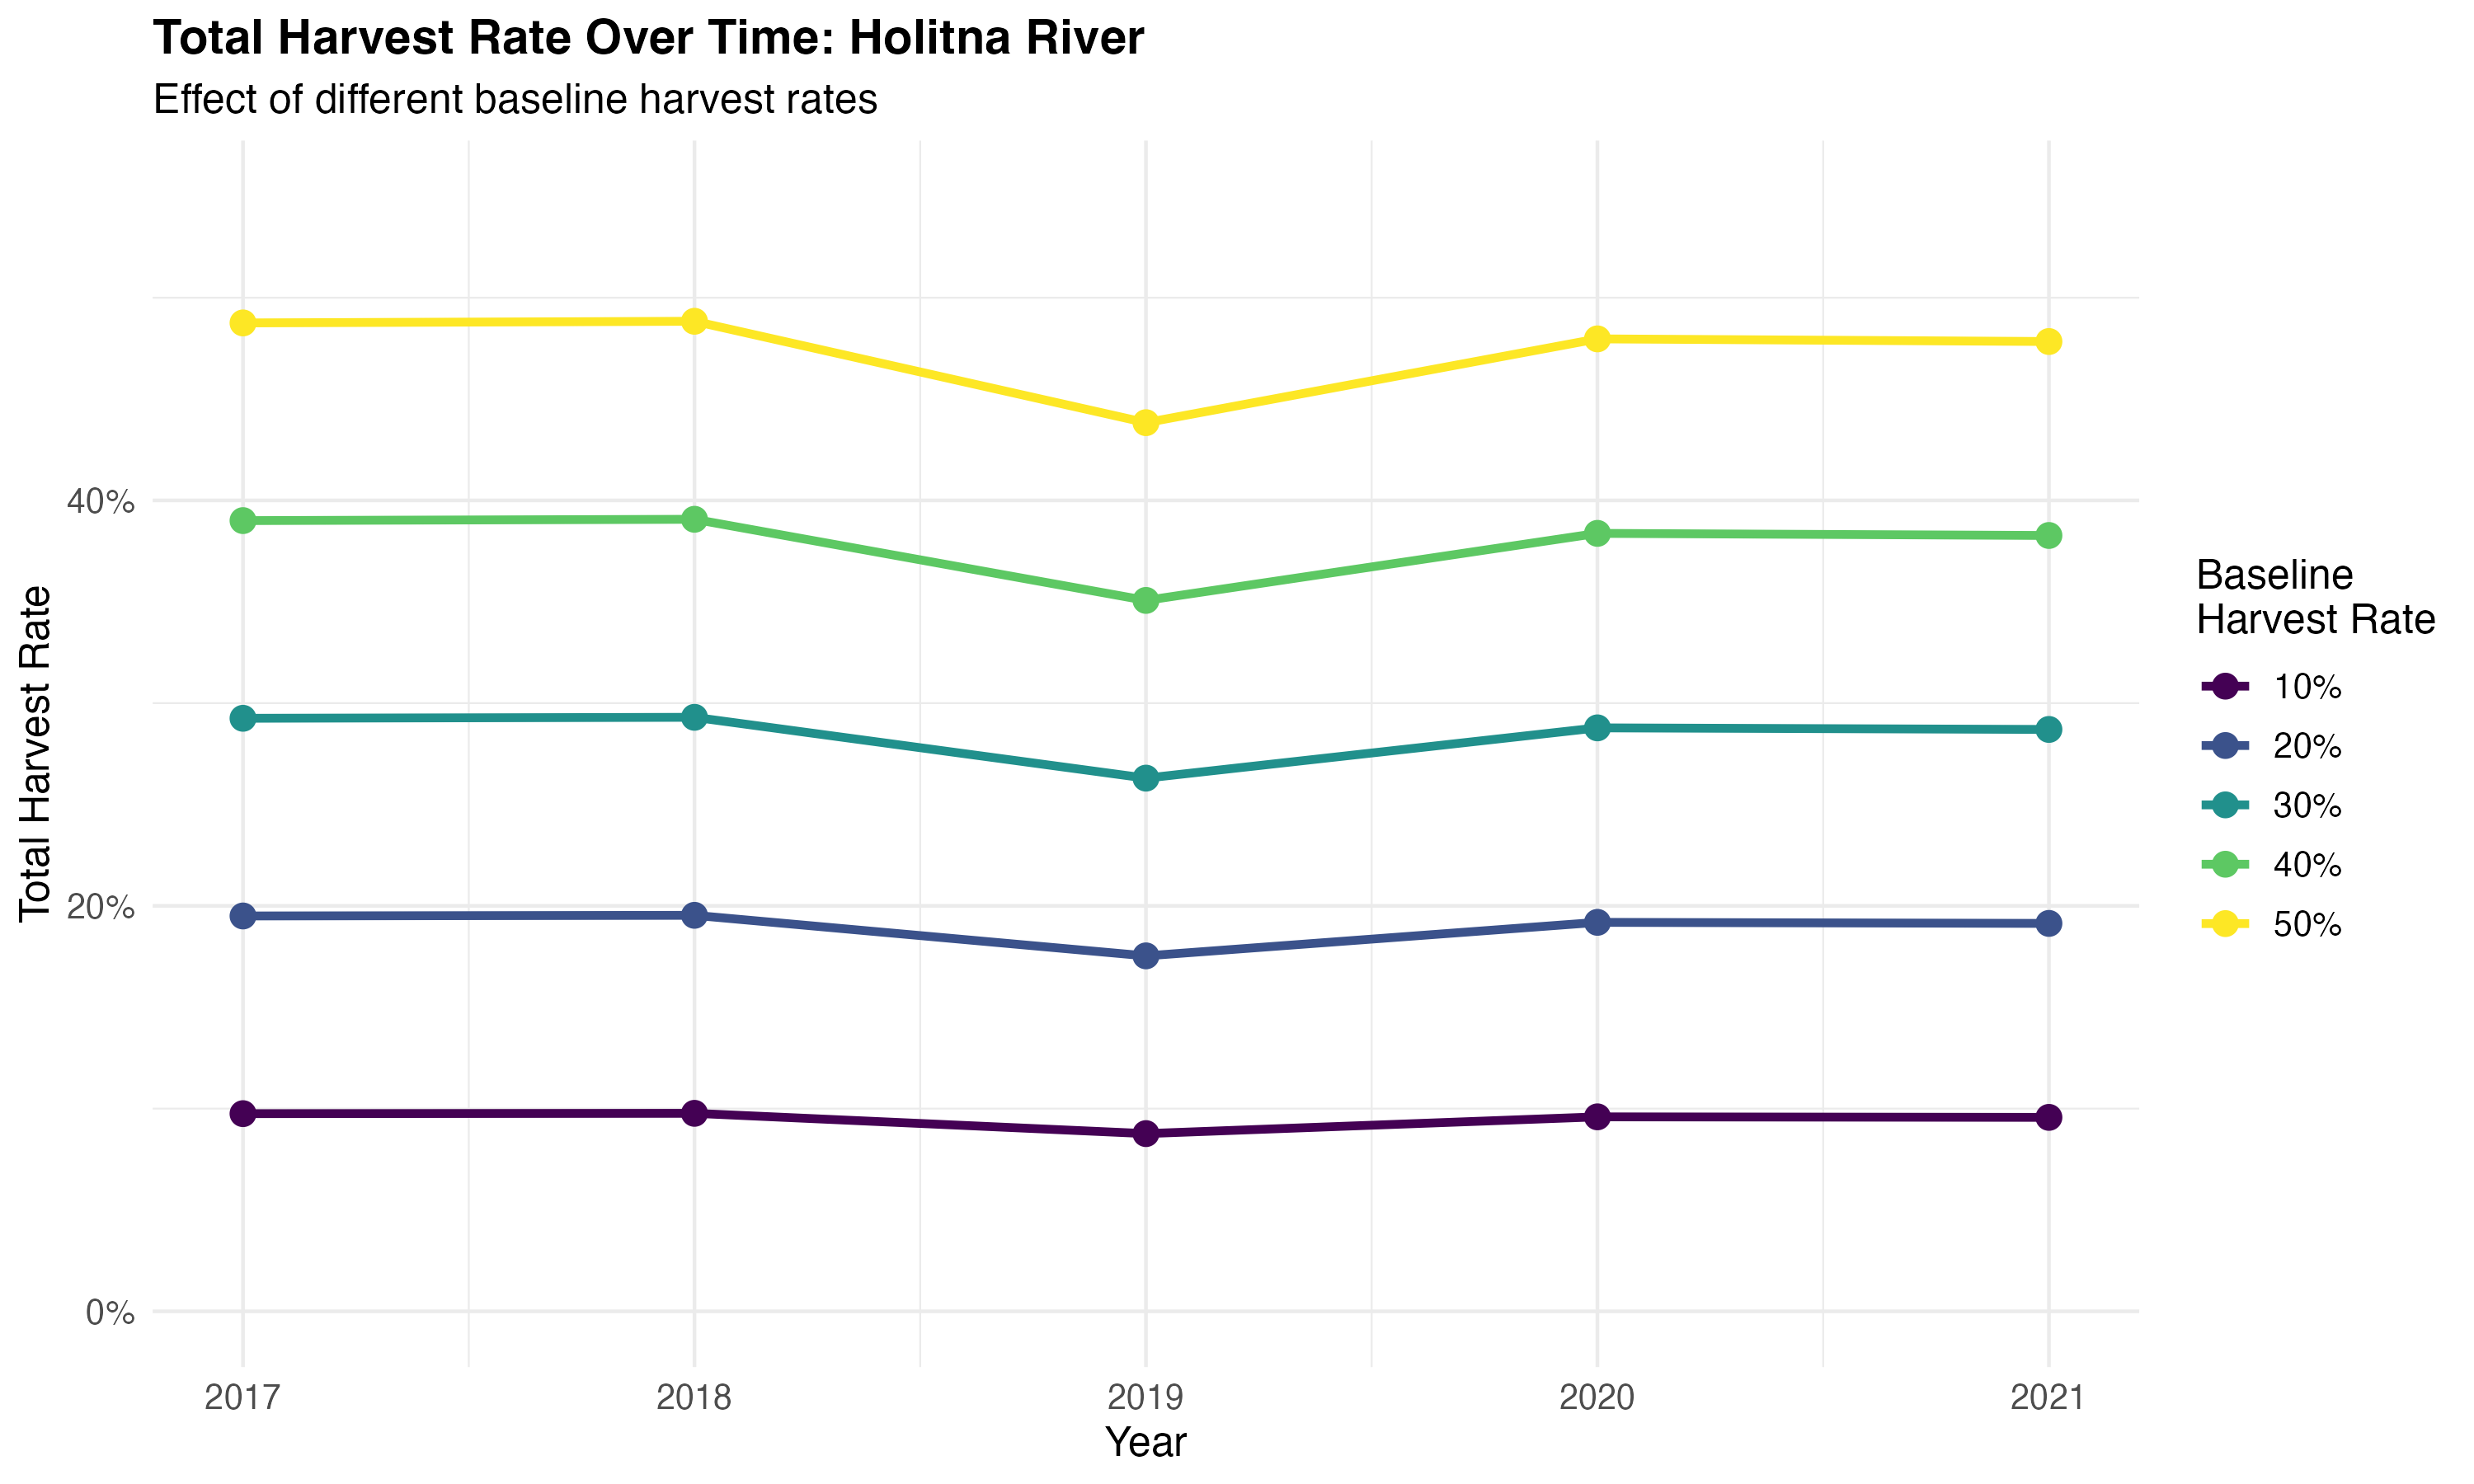 Total Harvest Rate Over Time: Holitna River
Effect of different baseline harvest rates
Total Harvest Rate
40%
20%
0%
2017
2018
2019
2020
2021
Year
Baseline
Harvest Rate
10%
20%
30%
40%
50%